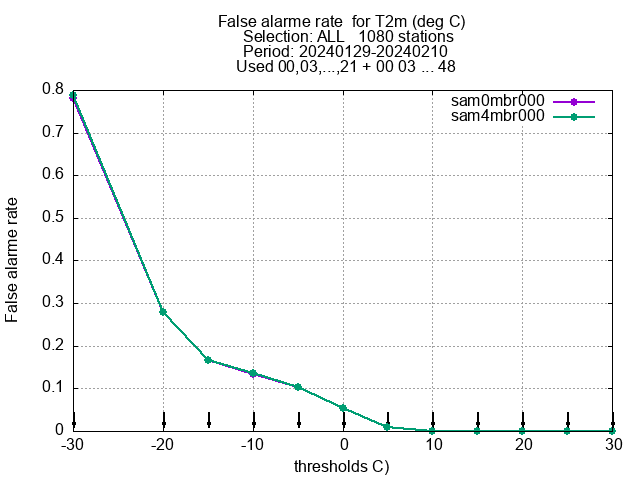 False alarme rate  for T2m (deg C)
Selection: ALL   1080 stations
Period: 20240129-20240210
Used 00,03,...,21 + 00 03 ... 48
sam0mbr000
sam4mbr000
0.8
0.7
0.6
0.5
0.4
0.3
0.2
0.1
0
False alarme rate
-30 -20 -10 0 10 20 30
thresholds C)